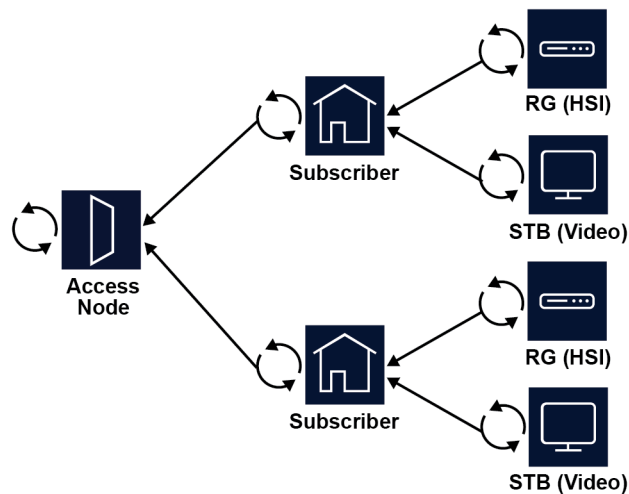 RG (HSI)
Subscriber
STB (Video)
Access
Node
RG (HSI)
Subscriber
STB (Video)